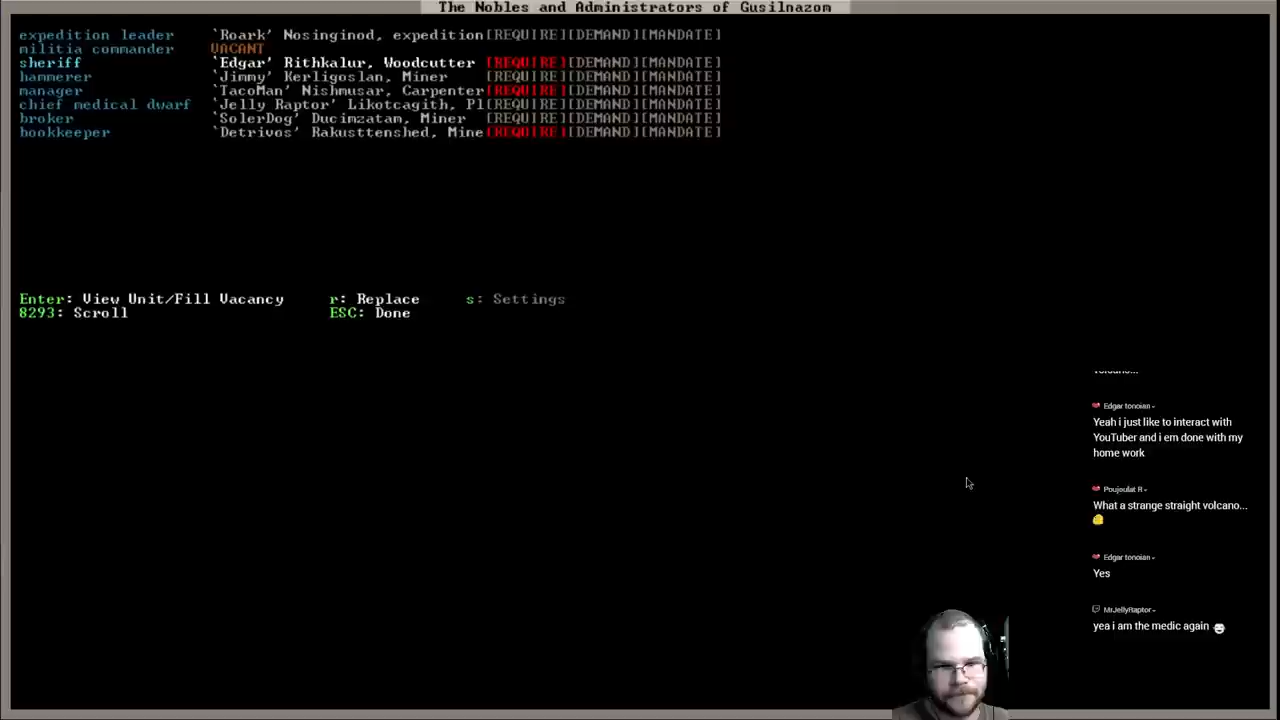 The Nobles and Administrators of Gusilnazom
expedition leader `Roark' Nosinginod, expedition[REQUIRE][DEMAND][MANDATE]
militia commander VACANT
sheriff `Edgar' Rithkalur, Woodcutter [REQUIRE][DEMAND][MANDATE]
hammerer `Jimmy' Kerligoslan, Miner [REQUIRE][DEMAND][MANDATE]
manager `TacoMan' Nishmusar, Carpenter[REQUIRE][DEMAND][MANDATE]
chief medical dwarf `Jelly Raptor' Likotcagith, Pl[REQUIRE][DEMAND][MANDATE]
broker `SolerDog' Ducimzatam, Miner [REQUIRE][DEMAND][MANDATE]
bookkeeper `Detrivos' Rakusttenshed, Mine[REQUIRE][DEMAND][MANDATE]
Enter: View Unit/Fill Vacancy r: Replace s: Settings
8293: Scroll ESC: Done
Edgar tonoian
Yeah i just like to interact with
YouTuber and i em done with my
home work
Poujoulat R
What a strange straight volcano...
Edgar tonoian
Yes
MrJellyRaptor
yea i am the medic again